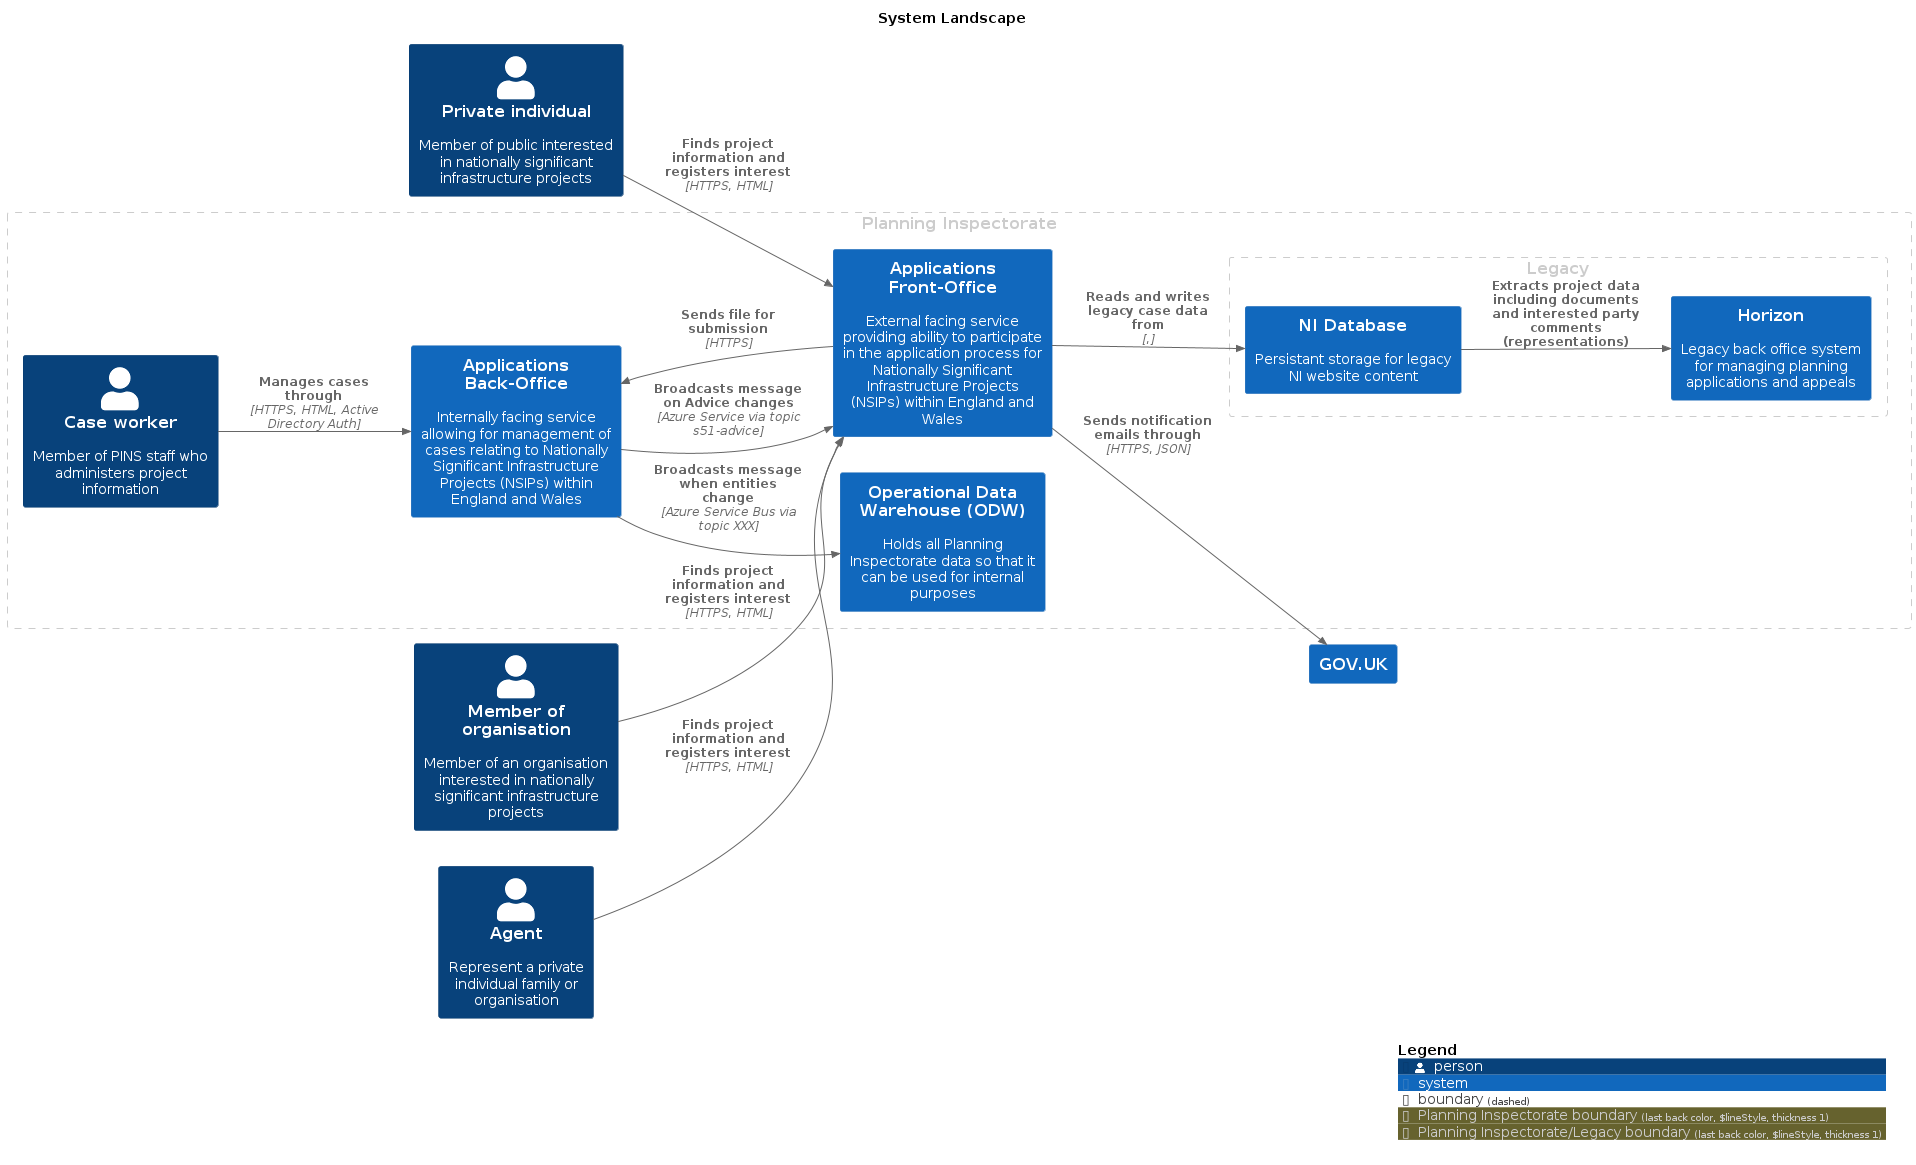 System Landscape
Private individual
Member of public interested
in nationally significant
infrastructure projects
Finds project
information and
registers interest
[HTTPS, HTML]
Planning Inspectorate
Case worker
Member of PINS staff who
administers project
information
Manages cases
through
[HTTPS, HTML, Active
Directory Auth]
Applications
Back-Office
Internally facing service
allowing for management of
cases relating to Nationally
Significant Infrastructure
Projects (NSIPs) within
England and Wales
Sends file for
submission
[HTTPS]
Broadcasts message
on Advice changes
[Azure Service via topic
s51-advice]
Broadcasts message
when entities
change
[Azure Service Bus via
topic XXX]
Finds project
information and
registers interest
[HTTPS, HTML]
Applications
Front-Office
External facing service
providing ability to participate
in the application process for
Nationally Significant
Infrastructure Projects
(NSIPs) within England and
Wales
Operational Data
Warehouse (ODW)
Holds all Planning
Inspectorate data so that it
can be used for internal
purposes
Reads and writes
legacy case data
from
[,]
Sends notification
emails through
[HTTPS, JSON]
Legacy
NI Database
Persistant storage for legacy
NI website content
Extracts project data
including documents
and interested party
comments
(representations)
Horizon
Legacy back office system
for managing planning
applications and appeals
GOV.UK
Member of
organisation
Member of an organisation
interested in nationally
significant infrastructure
projects
Finds project
information and
registers interest
[HTTPS, HTML]
Agent
Represent a private
individual family or
organisation
Legend
person
system
boundary (dashed)
Planning Inspectorate boundary (last back color, $lineStyle, thickness 1)
Planning Inspectorate/Legacy boundary (last back color, $lineStyle, thickness 1)